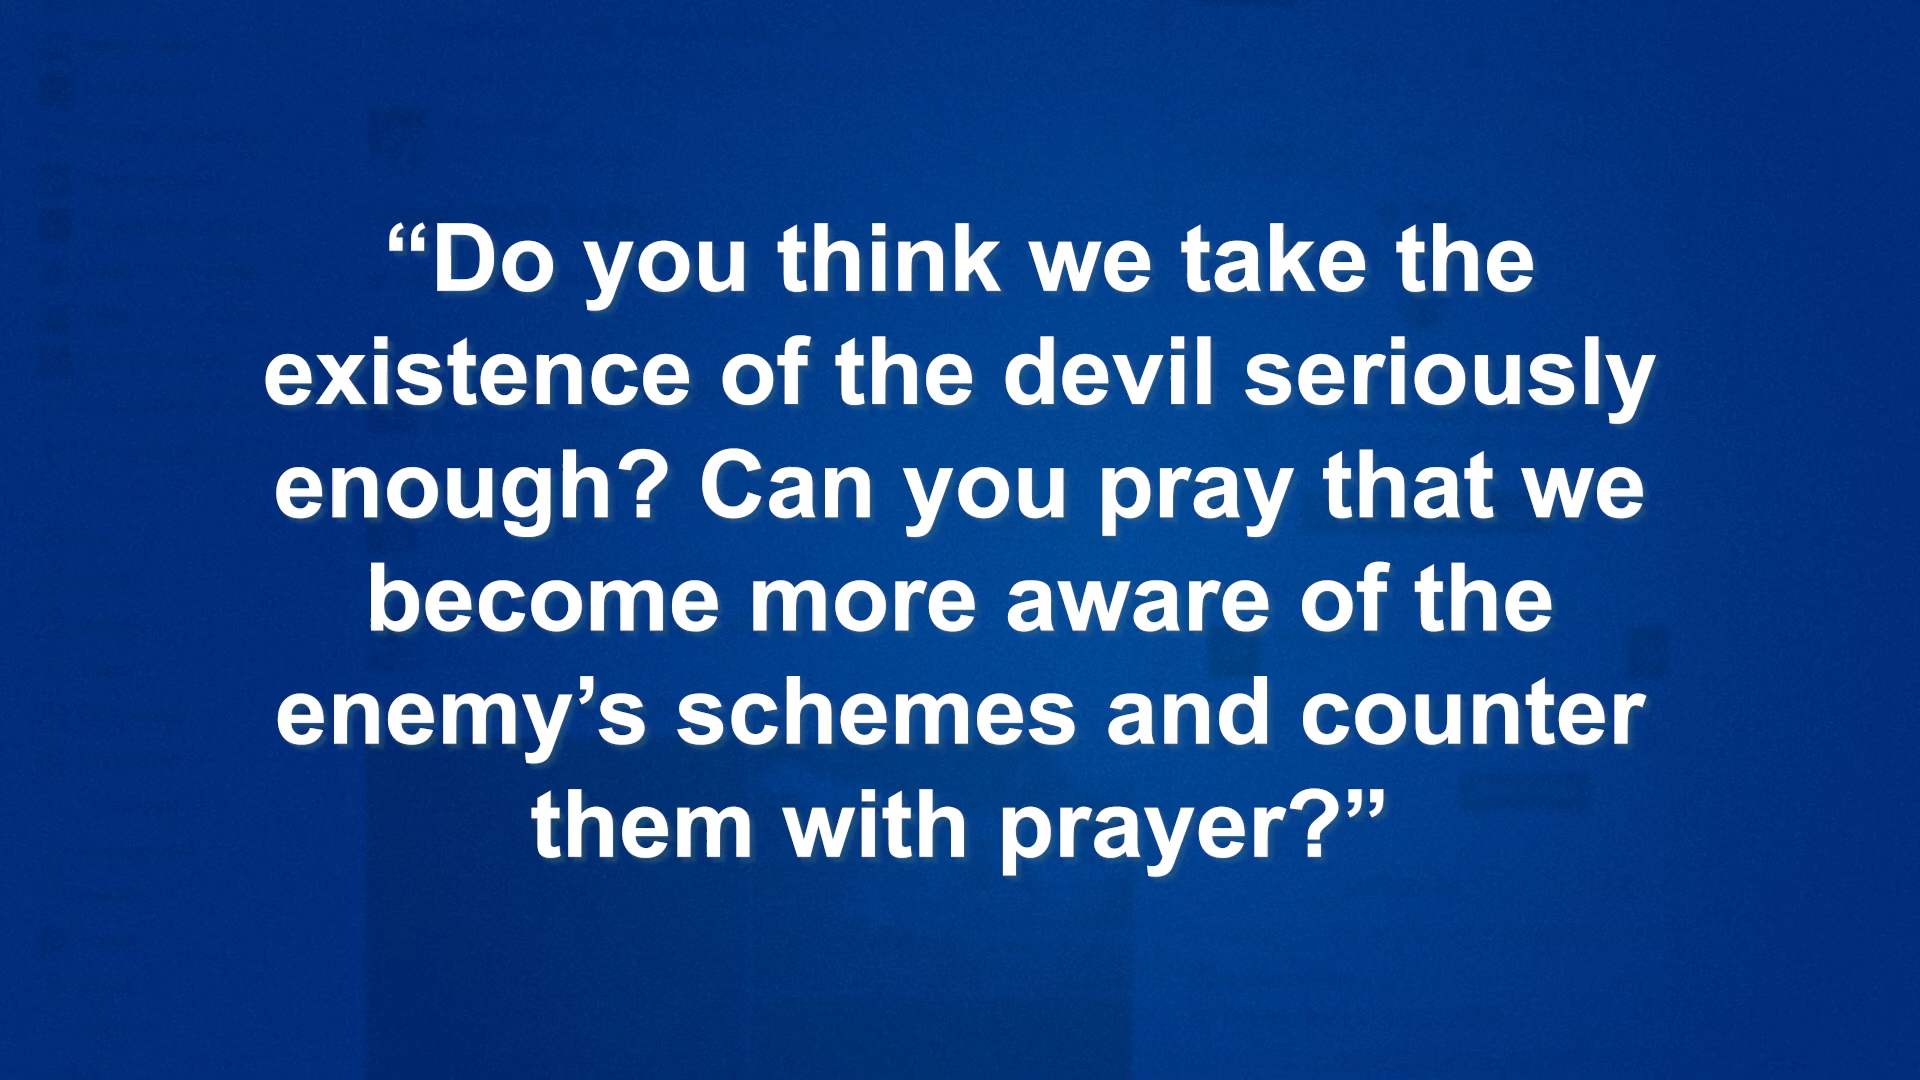 “Do you think we take the
existence of the devil seriously
enough? Can you pray that we
become more aware of the
enemy’s schemes and counter
them with prayer?”